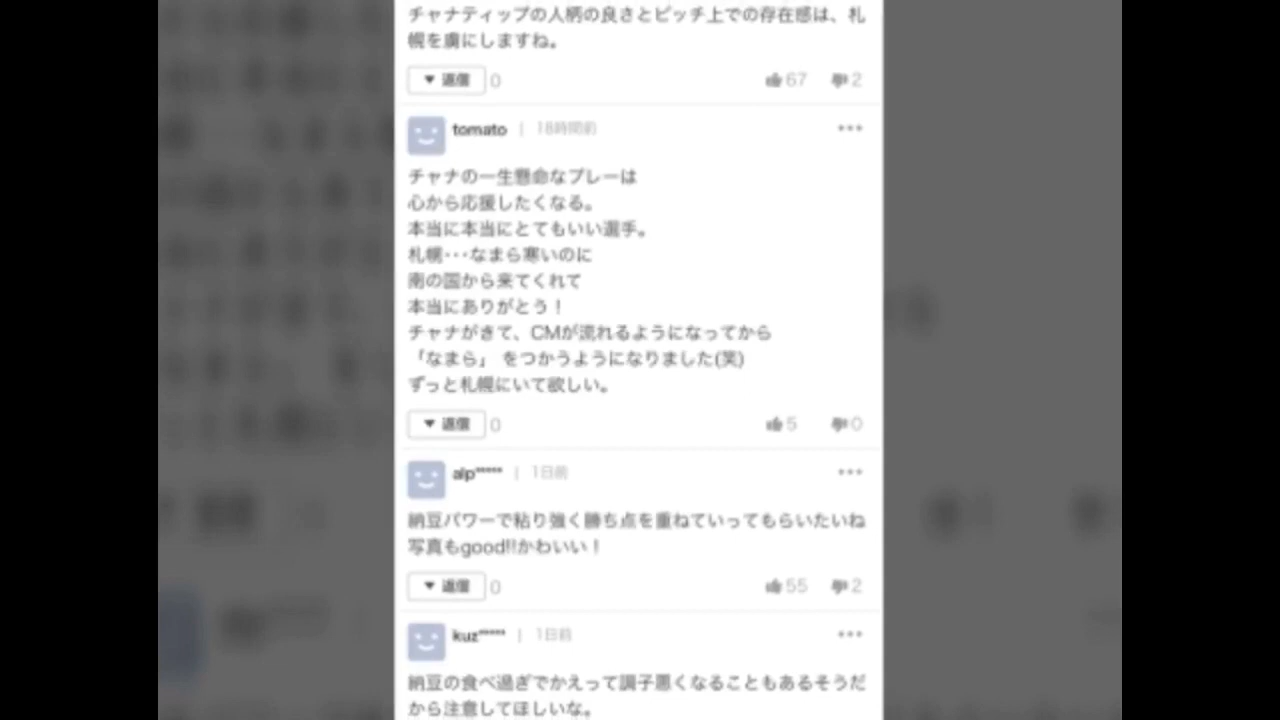 チャナティップの人柄の良さとピッチ上での存在感は、札
幌を虜にしますね。
返信 0 67 2
tomato | 18時間前
チャナの一生懸命なプレーは
心から応援したくなる。
本当に本当にとてもいい選手。
札幌･･･なまら寒いのに
南の国から来てくれて
本当にありがとう！
チャナがきて、CMが流れるようになってから
「なまら」 をつかうようになりました(笑)
ずっと札幌にいて欲しい。
返信 0 5 0
alp***** | 1日前
納豆パワーで粘り強く勝ち点を重ねていってもらいたいね
写真もgood!!かわいい！
返信 0 55 2
kuz***** | 1日前
納豆の食べ過ぎでかえって調子悪くなることもあるそうだ
から注意してほしいな。